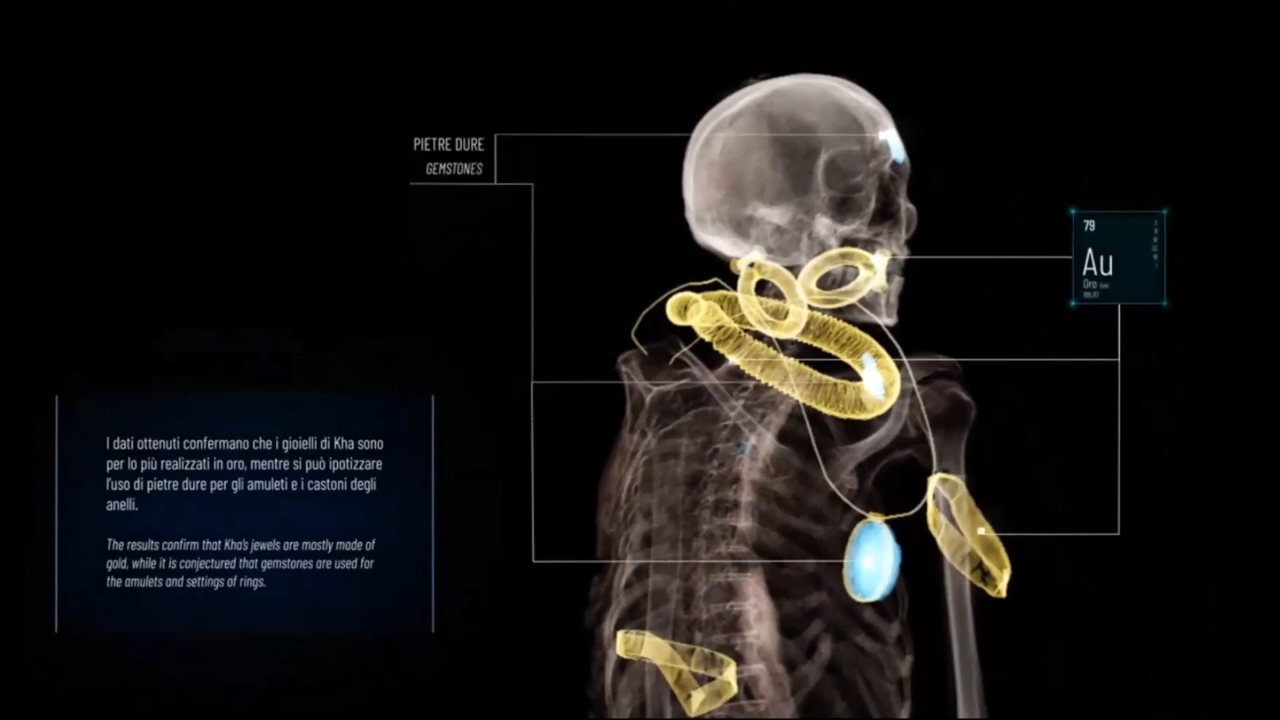 PIETRE DURE
GEMSTONES
79
Au
Oro
I dati ottenuti confermano che i gioielli di Kha sono
per lo più realizzati in oro, mentre si può ipotizzare
l'uso di pietre dure per gli amuleti e i castoni degli
anelli.
The results confirm that Kha's jewels are mostly made of
gold, while it is conjectured that gemstones are used for
the amulets and settings of rings.